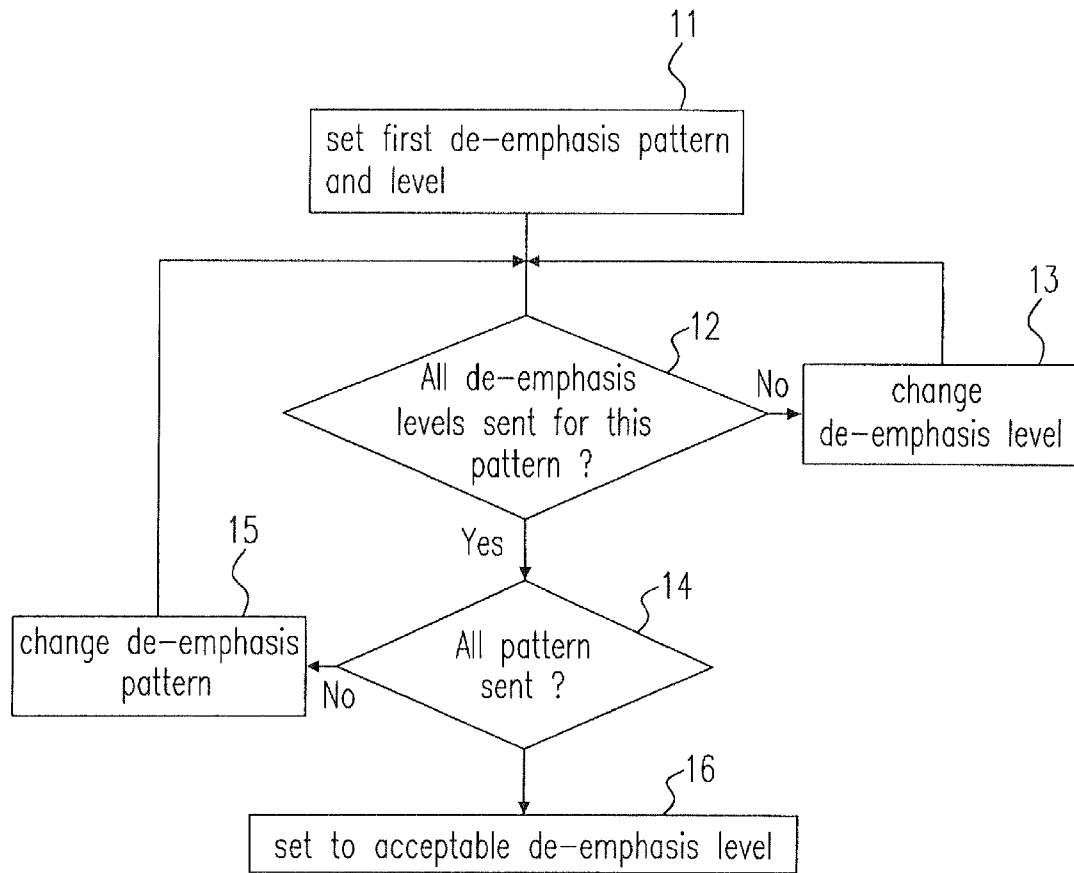 11
set first de-emphasis pattern
and level
13
12
All de-emphasis
levels sent for this
pattern ?
No
change
de-emphasis level
Yes
15
14
change de-emphasis
pattern
No
All pattern
sent ?
16
set to acceptable de-emphasis level